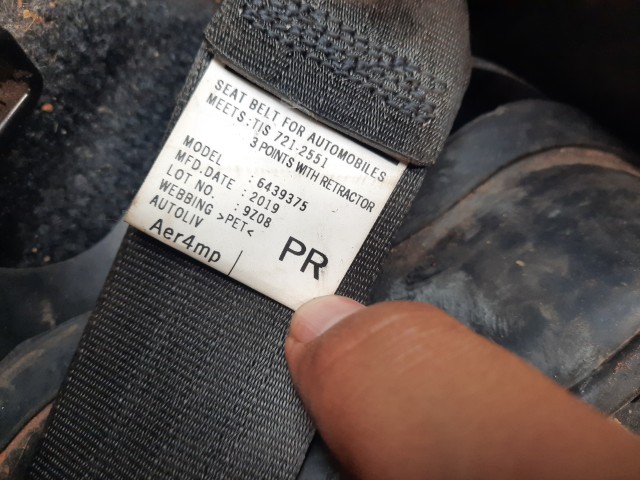 SEAT BELT FOR AUTOMOBILES
MEETS:TIS 721-2551
3 POINTS WITH RETRACTOR
MODEL : 6439375
MFD.DATE : 2019
LOT NO : 9Z08
WEBBING >PET<
AUTOLIV
Aer4mp
PR